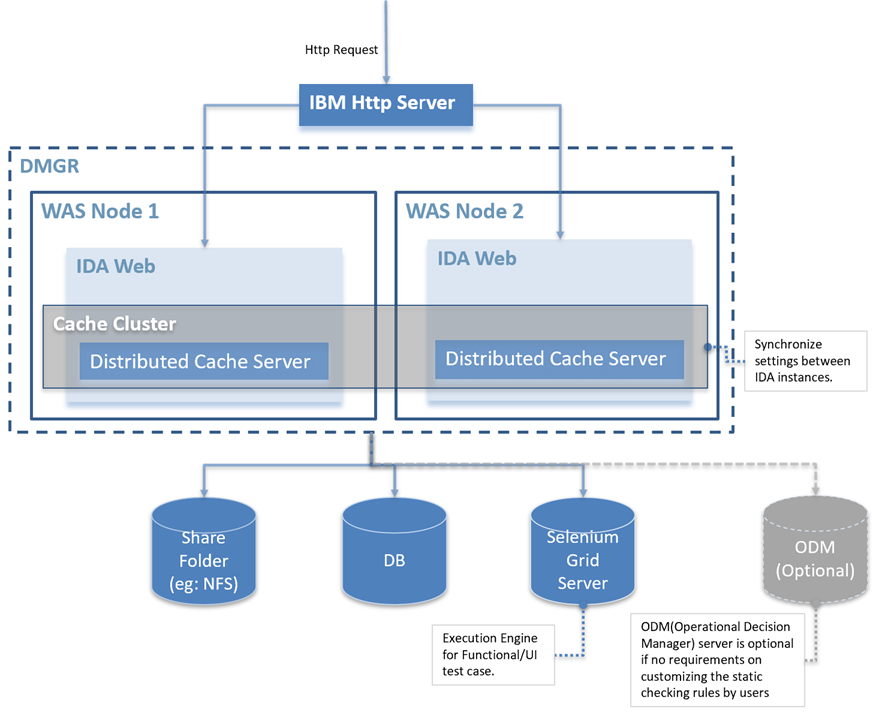 Http Request
IBM Http Server
DMGR
WAS Node 1
WAS Node 2
IDA Web
IDA Web
Cache Cluster
Distributed Cache Server
Distributed Cache Server
Synchronize
settings between
IDA instances.
Share
Folder
(eg: NFS)
DB
Selenium
Grid
Server
ODM
(Optional)
Execution Engine
for Functional/UI
test case.
ODM(Operational Decision
Manager) server is optional
if no requirements on
customizing the static
checking rules by users